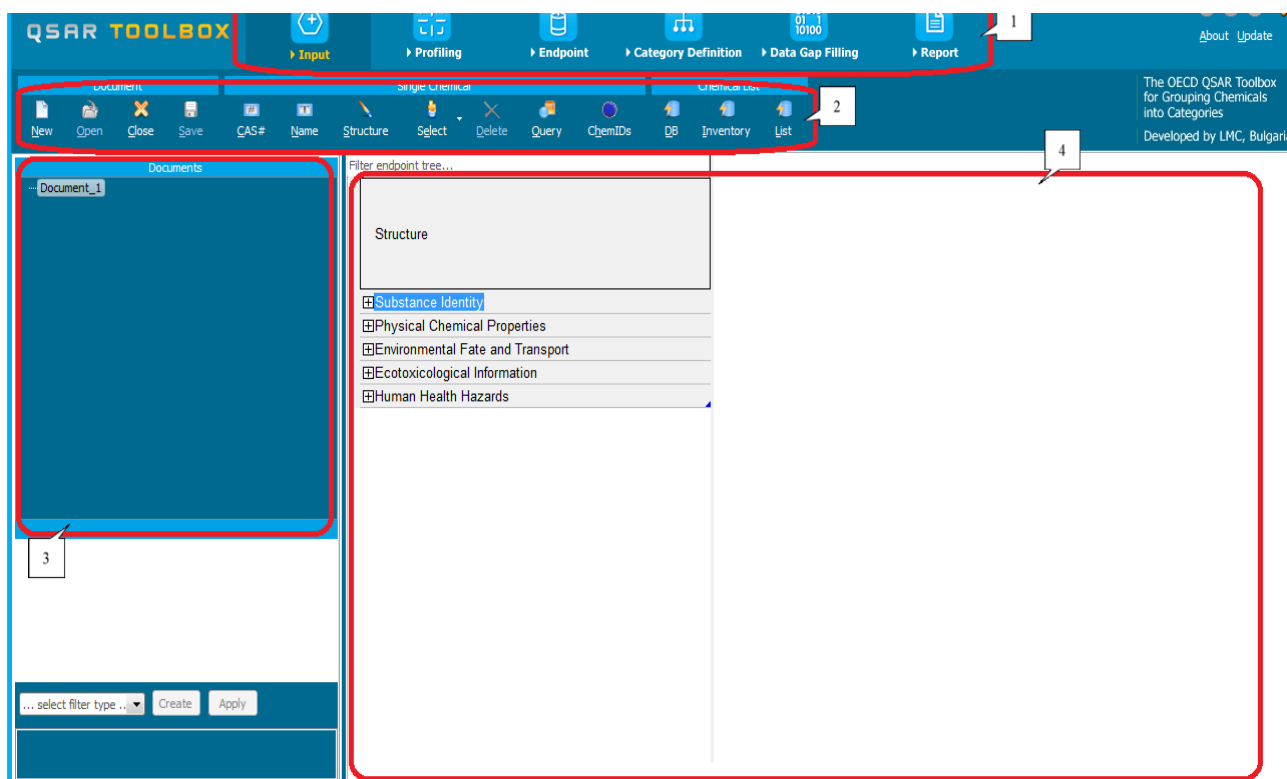 QSAR TOOLBOX
Input
Profiling
Endpoint
Category Definition
01 1
10100
Data Gap Filling
Report
1
About Update
Document
Single Chemical
Chemical List
New Open Close Save CAS# Name Structure Select Delete Query ChemIDs DB Inventory List
2
The OECD QSAR Toolbox
for Grouping Chemicals
into Categories
Developed by LMC, Bulgaria
Documents
Document_1
3
Filter endpoint tree...
4
Structure
Substance Identity
Physical Chemical Properties
Environmental Fate and Transport
Ecotoxicological Information
Human Health Hazards
... select filter type ... Create Apply